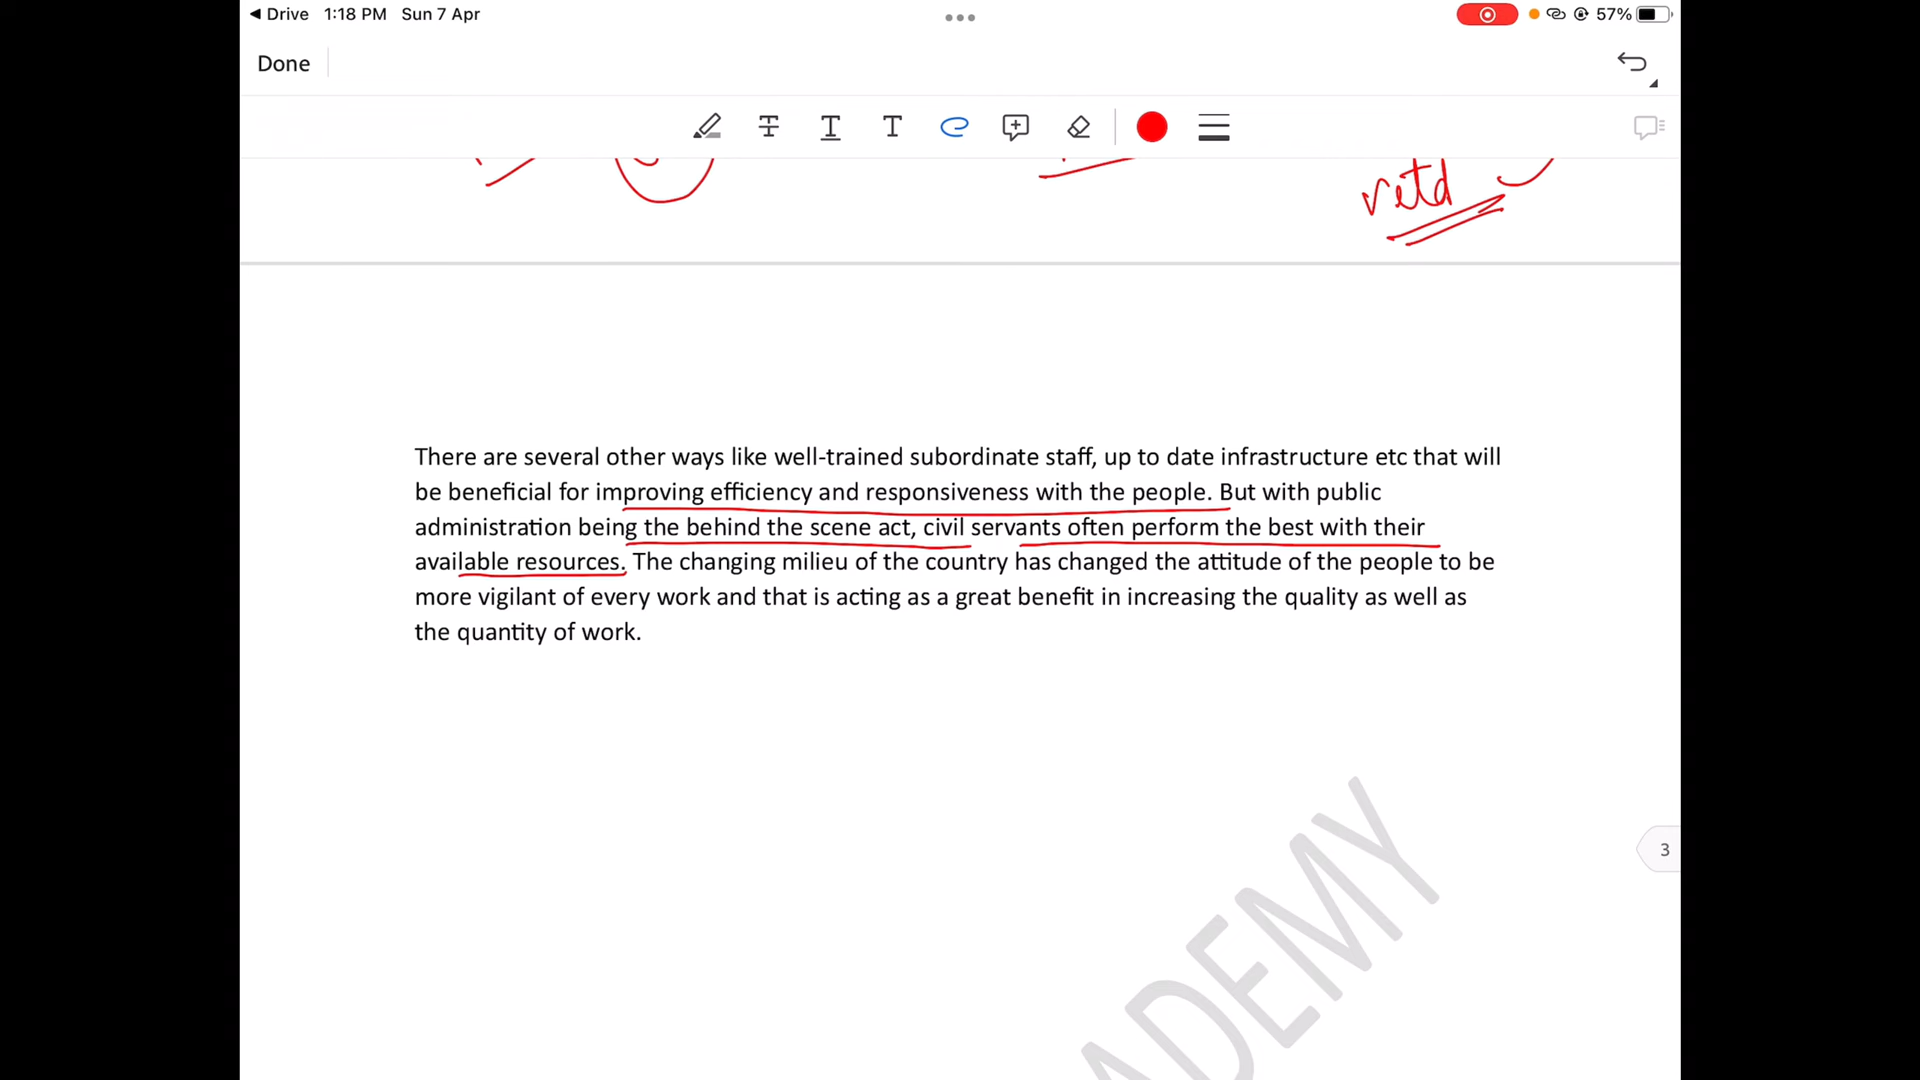 Drive 1:18 PM Sun 7 Apr 57%
Done
retd
There are several other ways like well-trained subordinate staff, up to date infrastructure etc that will
be beneficial for improving efficiency and responsiveness with the people. But with public
administration being the behind the scene act, civil servants often perform the best with their
available resources. The changing milieu of the country has changed the attitude of the people to be
more vigilant of every work and that is acting as a great benefit in increasing the quality as well as
the quantity of work.
3
ADEMY